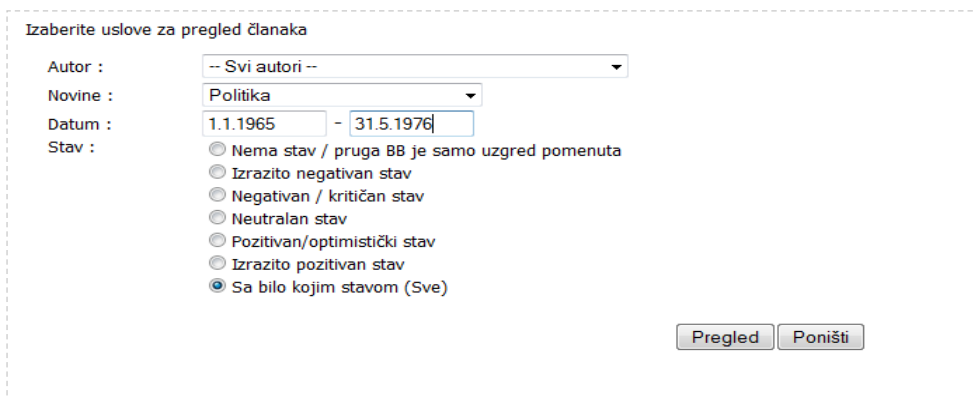 Izaberite uslove za pregled članaka
Autor : -- Svi autori --
Novine : Politika
Datum : 1.1.1965 - 31.5.1976
Stav : Nema stav / pruga BB je samo uzgred pomenuta
Izrazito negativan stav
Negativan / kritičan stav
Neutralan stav
Pozitivan/optimistički stav
Izrazito pozitivan stav
Sa bilo kojim stavom (Sve)
Pregled Poništi